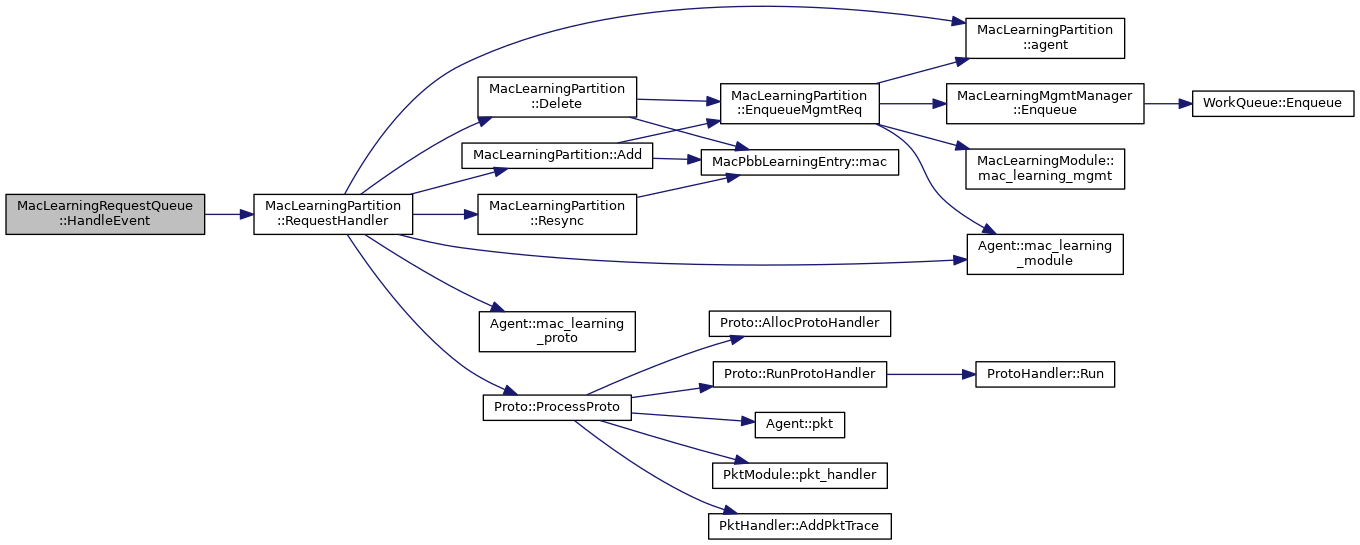 MacLearningRequestQueue
::HandleEvent
MacLearningPartition
::RequestHandler
MacLearningPartition
::Delete
MacLearningPartition::Add
MacLearningPartition
::Resync
Agent::mac_learning
_proto
Proto::ProcessProto
MacLearningPartition
::EnqueueMgmtReq
MacPbbLearningEntry::mac
Proto::AllocProtoHandler
Proto::RunProtoHandler
Agent::pkt
PktModule::pkt_handler
PktHandler::AddPktTrace
MacLearningPartition
::agent
MacLearningMgmtManager
::Enqueue
MacLearningModule::
mac_learning_mgmt
Agent::mac_learning
_module
ProtoHandler::Run
WorkQueue::Enqueue